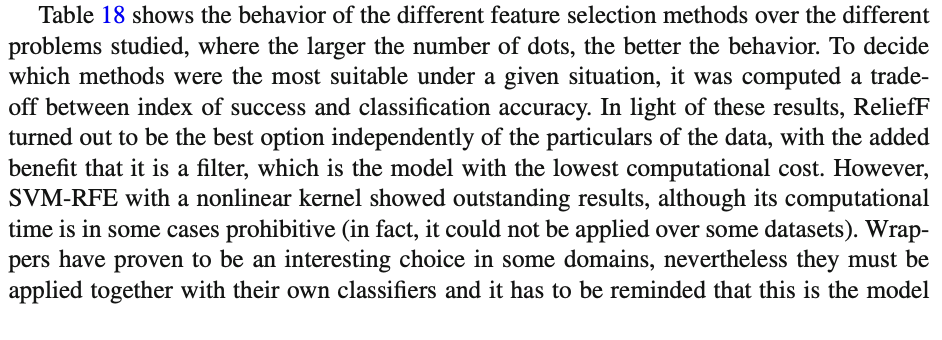 Table 18 shows the behavior of the different feature selection methods over the different
problems studied, where the larger the number of dots, the better the behavior. To decide
which methods were the most suitable under a given situation, it was computed a trade-
off between index of success and classification accuracy. In light of these results, ReliefF
turned out to be the best option independently of the particulars of the data, with the added
benefit that it is a filter, which is the model with the lowest computational cost. However,
SVM-RFE with a nonlinear kernel showed outstanding results, although its computational
time is in some cases prohibitive (in fact, it could not be applied over some datasets). Wrap-
pers have proven to be an interesting choice in some domains, nevertheless they must be
applied together with their own classifiers and it has to be reminded that this is the model